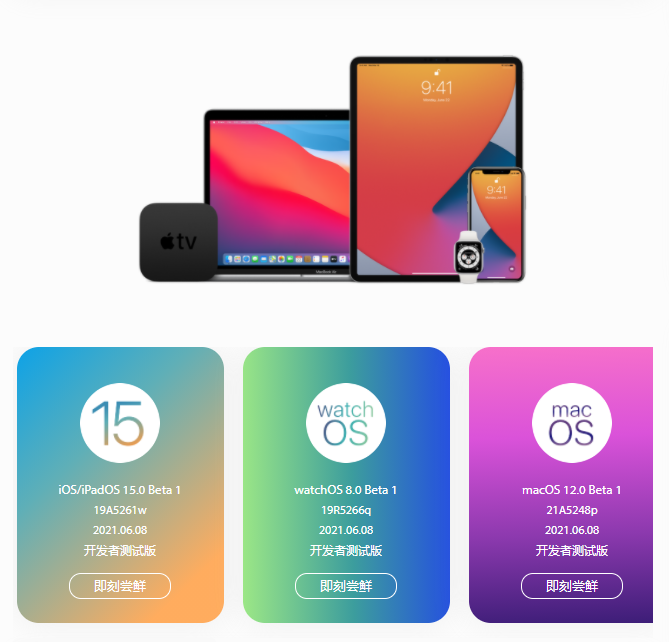 9:41
9:41
tv
MacBook Air
15
iOS/iPadOS 15.0 Beta 1
19A5261w
2021.06.08
开发者测试版
即刻尝鲜
watch
OS
watchOS 8.0 Beta 1
19R5266q
2021.06.08
开发者测试版
即刻尝鲜
mac
OS
macOS 12.0 Beta 1
21A5248p
2021.06.08
开发者测试版
即刻尝鲜